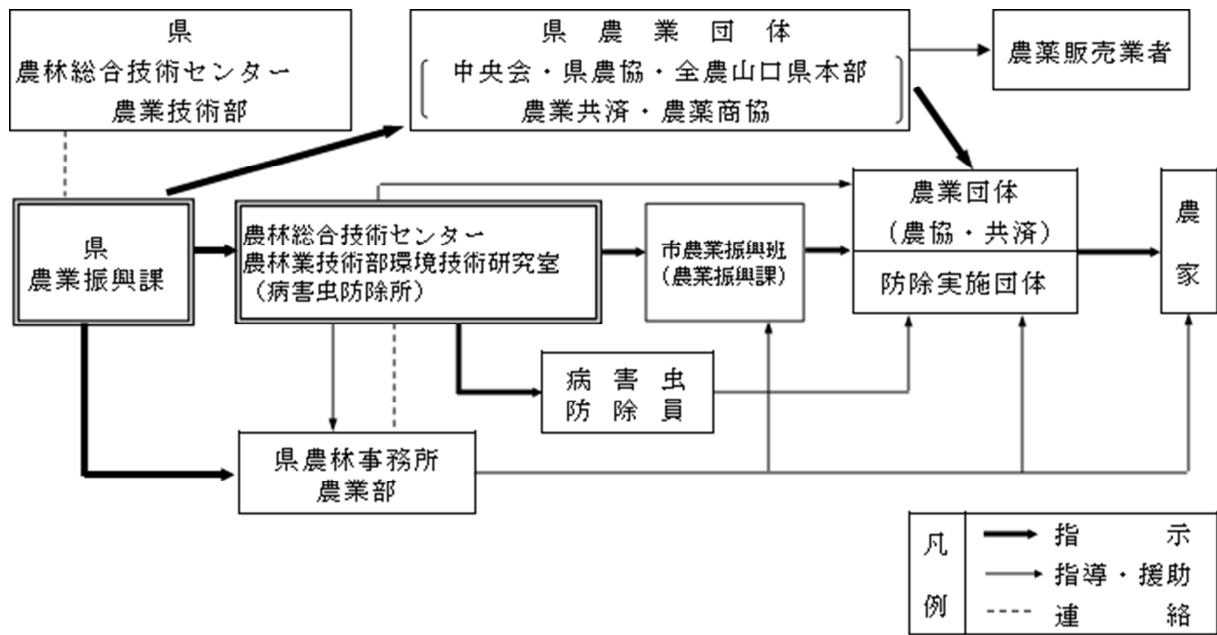 県
農林総合技術センター
農業技術部
県農業団体
中央会・県農協・全農山口県本部
農業共済・農薬商協
農薬販売業者
県
農業振興課
農林総合技術センター
農林業技術部環境技術研究室
（病害虫防除所）
市農業振興班
（農業振興課）
農業団体
（農協・共済）
防除実施団体
農家
病害虫
防除員
県農林事務所
農業部
凡例
指示
指導・援助
連絡